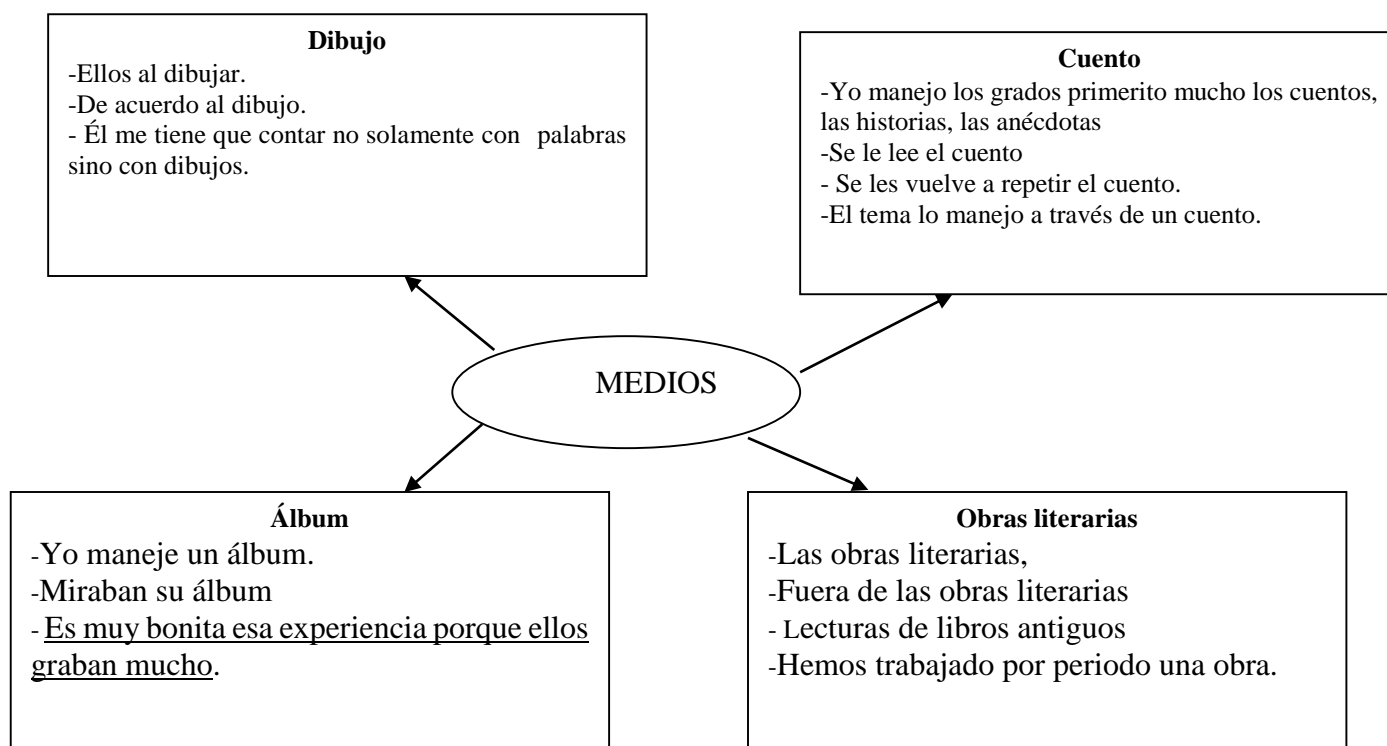 Dibujo
-Ellos al dibujar.
-De acuerdo al dibujo.
- Él me tiene que contar no solamente con palabras
sino con dibujos.
Cuento
-Yo manejo los grados primerito mucho los cuentos,
las historias, las anécdotas
-Se le lee el cuento
- Se les vuelve a repetir el cuento.
-El tema lo manejo a través de un cuento.
MEDIOS
Álbum
-Yo maneje un álbum.
-Miraban su álbum
- Es muy bonita esa experiencia porque ellos
graban mucho.
Obras literarias
-Las obras literarias,
-Fuera de las obras literarias
- Lecturas de libros antiguos
-Hemos trabajado por periodo una obra.